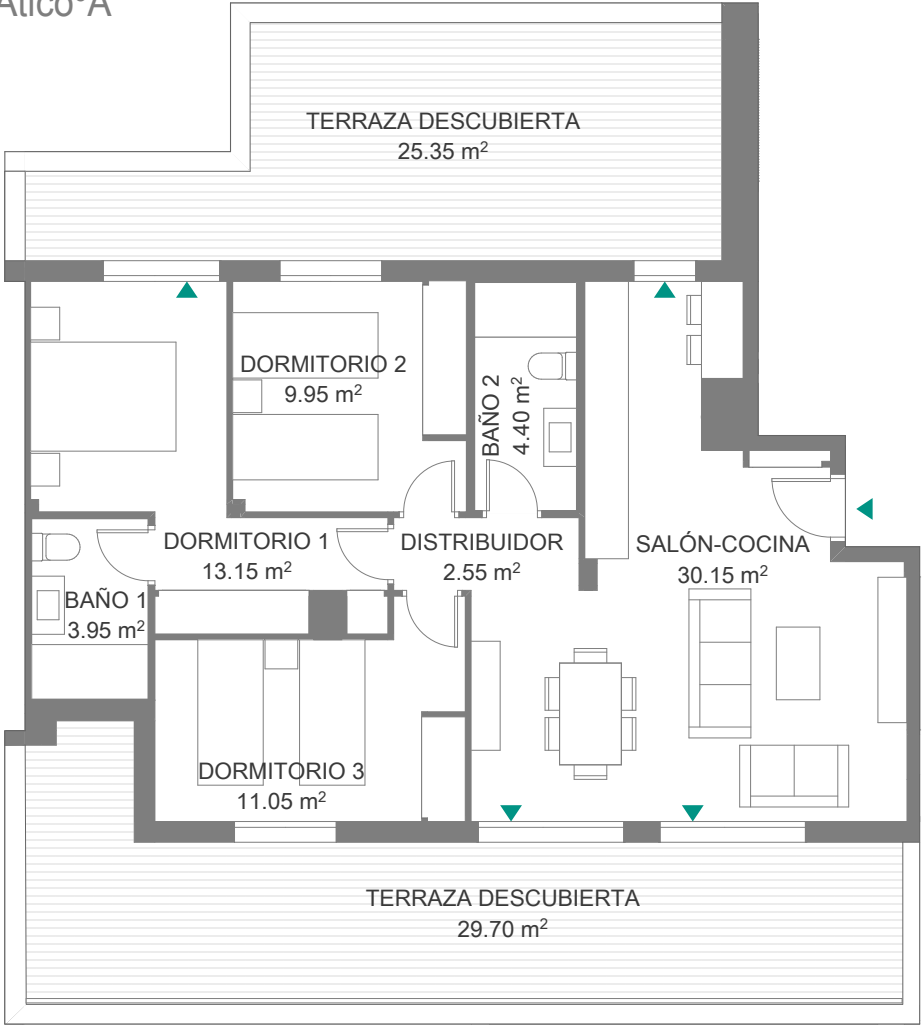 Ático°A
TERRAZA DESCUBIERTA
25.35 m²
DORMITORIO 2
9.95 m²
BAÑO 2
4.40 m²
DORMITORIO 1
13.15 m²
DISTRIBUIDOR
2.55 m²
SALÓN-COCINA
30.15 m²
BAÑO 1
3.95 m²
DORMITORIO 3
11.05 m²
TERRAZA DESCUBIERTA
29.70 m²